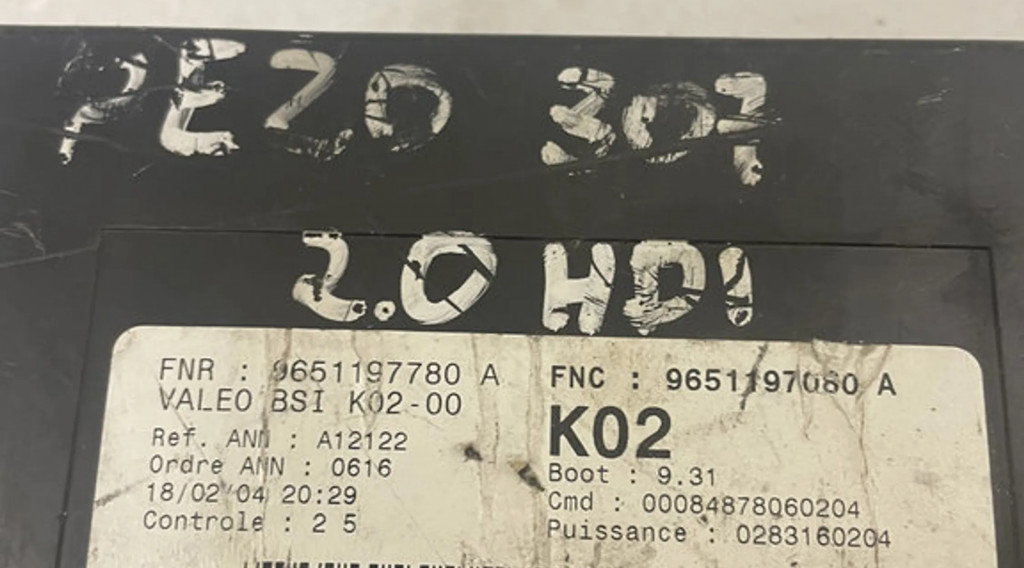 PEZO 307
2.0 HDI
FNR : 9651197780 A
VALEO BSI K02-00
Ref. ANN : A12122
Ordre ANN : 0616
18/02/04 20:29
Controle : 2 5
FNC : 9651197080 A
K02
Boot : 9.31
Cmd : 00084878060204
Puissance : 0283160204